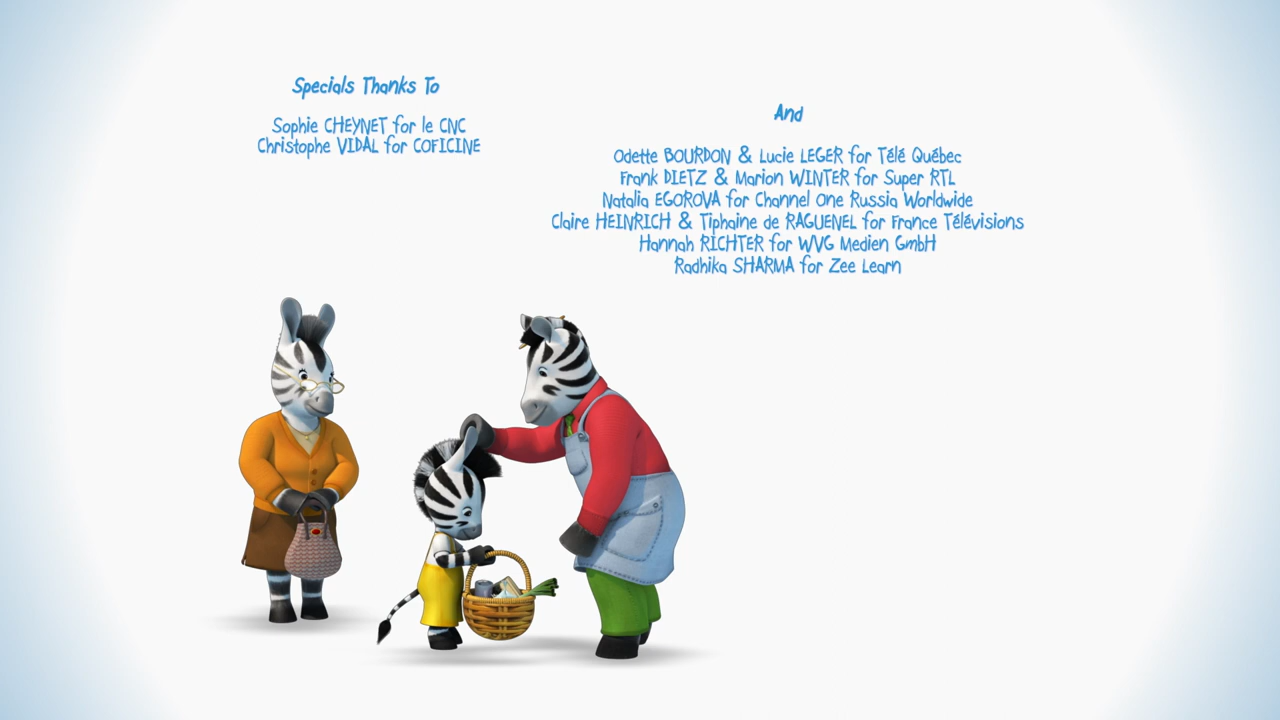 Specials Thanks To
Sophie CHEYNET for le CNC
Christophe VIDAL for COFICINE
And
Odette BOURDON & Lucie LEGER for Télé Québec
Frank DIETZ & Marion WINTER for Super RTL
Natalia EGOROVA for Channel One Russia Worldwide
Claire HEINRICH & Tiphaine de RAGUENEL for France Télévisions
Hannah RICHTER for WVG Medien GmbH
Radhika SHARMA for Zee Learn